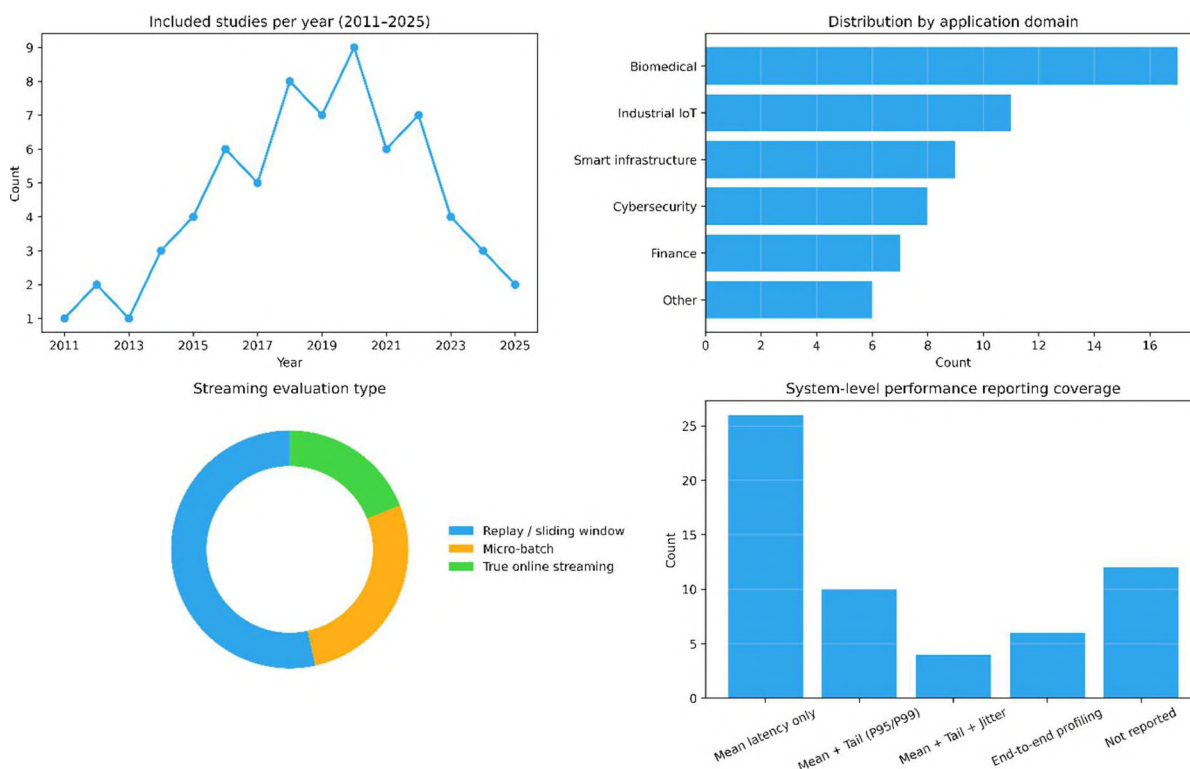 Included studies per year (2011–2025)
Count
9
8
7
6
5
4
3
2
1
2011 2013 2015 2017 2019 2021 2023 2025
Year
Distribution by application domain
Biomedical
Industrial IoT
Smart infrastructure
Cybersecurity
Finance
Other
0 2 4 6 8 10 12 14 16
Count
Streaming evaluation type
Replay / sliding window
Micro-batch
True online streaming
System-level performance reporting coverage
Count
25
20
15
10
5
0
Mean latency only
Mean + Tail (P95/P99)
Mean + Tail + Jitter
End-to-end profiling
Not reported